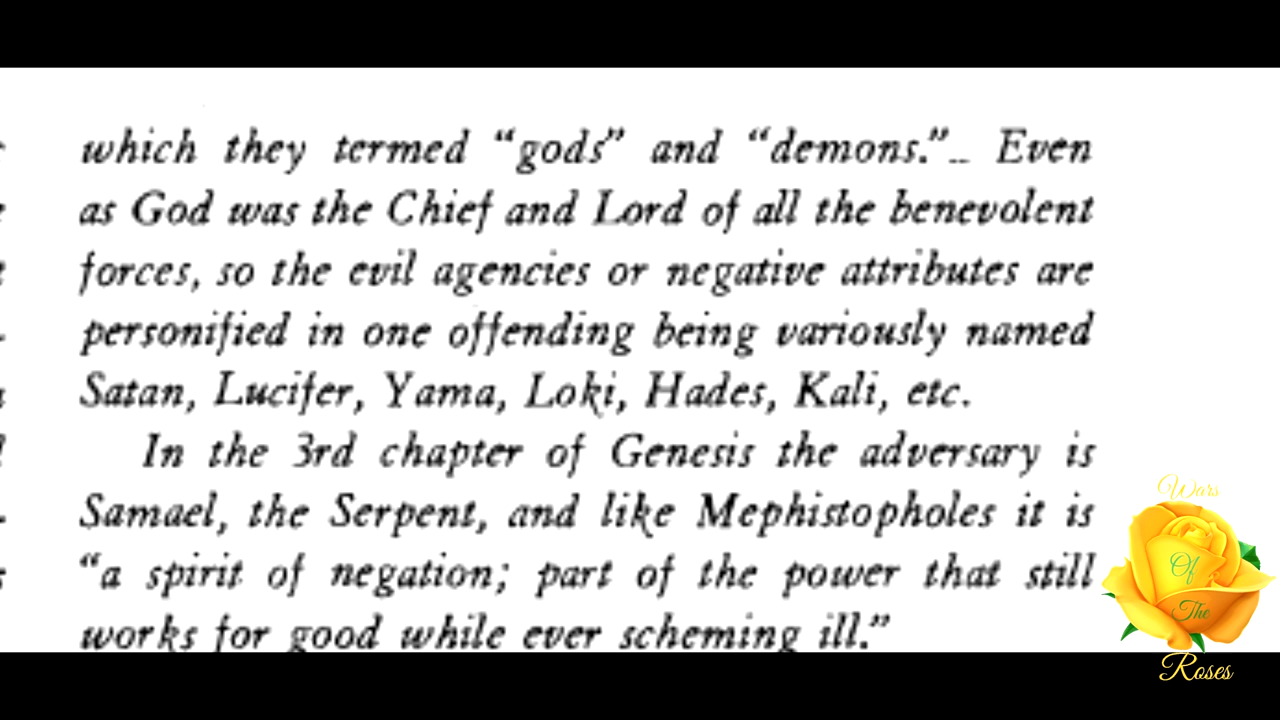 which they termed “gods” and “demons.”_ Even
as God was the Chief and Lord of all the benevolent
forces, so the evil agencies or negative attributes are
personified in one offending being variously named
Satan, Lucifer, Yama, Loki, Hades, Kali, etc.
In the 3rd chapter of Genesis the adversary is
Samael, the Serpent, and like Mephistopholes it is
“a spirit of negation; part of the power that still
works for good while ever scheming ill.”
Wars
Of
The
Roses